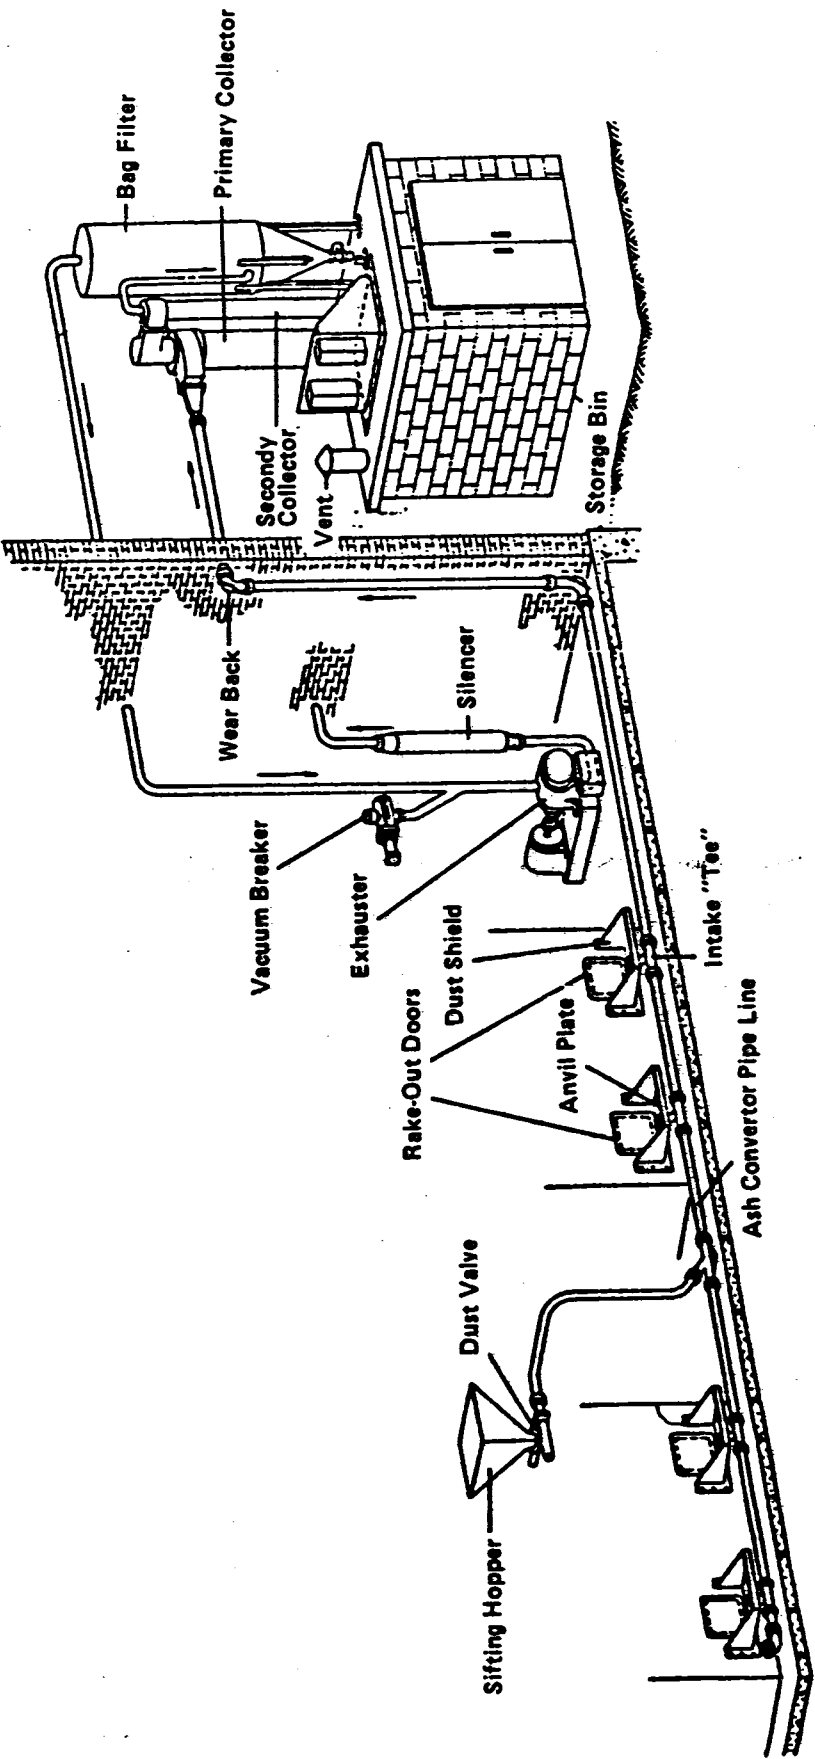 Bag Filter
Primary Collector
Secondy
Collector
Vent
Storage Bin
Wear Back
Silencer
Vacuum Breaker
Exhauster
Dust Shield
Intake "Tee"
Rake-Out Doors
Anvil Plate
Ash Convertor Pipe Line
Dust Valve
Sifting Hopper